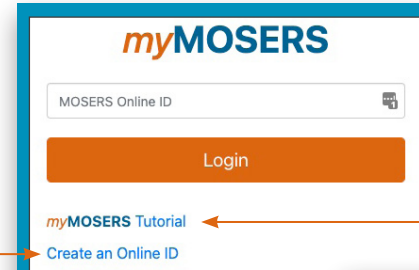 myMOSERS
MOSERS Online ID
Login
myMOSERS Tutorial
Create an Online ID